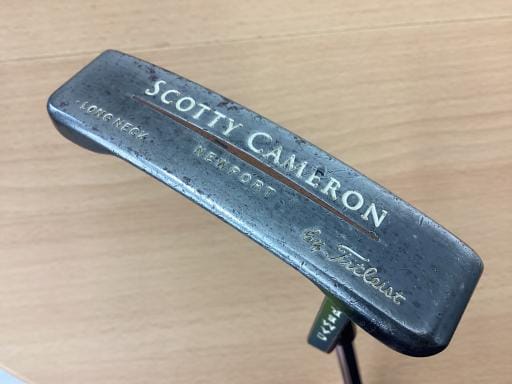 SCOTTY CAMERON
LONG NECK
NEWPORT
By Titleist